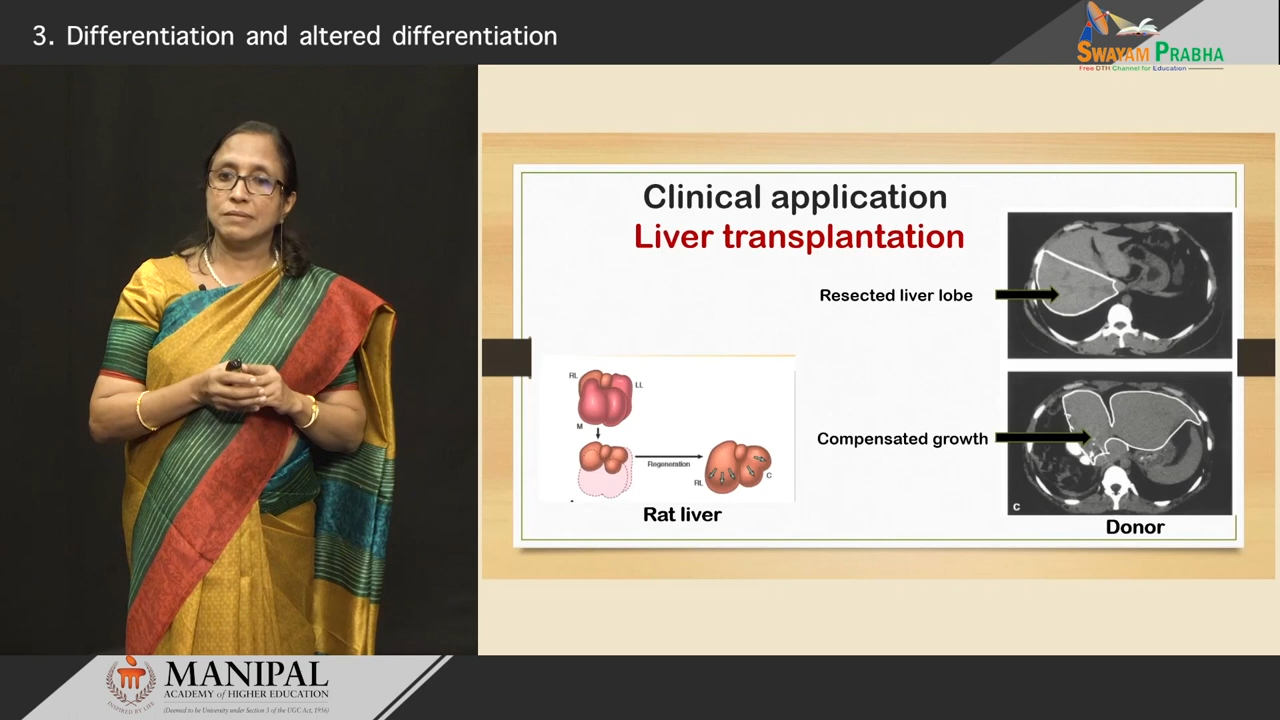 3. Differentiation and altered differentiation
SWAYAM PRABHA
Free DTH Channel for Education
Clinical application
Liver transplantation
Resected liver lobe
RL
LL
M
Regeneration
RL
C
Compensated growth
C
Rat liver
Donor
MANIPAL
ACADEMY of HIGHER EDUCATION
(Deemed to be University under Section 3 of the UGC Act, 1956)
INSPIRED BY LIFE